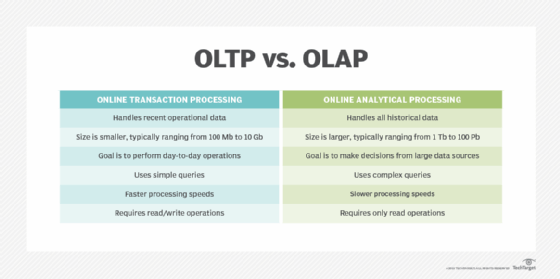 OLTP vs. OLAP
ONLINE TRANSACTION PROCESSING
ONLINE ANALYTICAL PROCESSING
Handles recent operational data
Handles all historical data
Size is smaller, typically ranging from 100 Mb to 10 Gb
Size is larger, typically ranging from 1 Tb to 100 Pb
Goal is to perform day-to-day operations
Goal is to make decisions from large data sources
Uses simple queries
Uses complex queries
Faster processing speeds
Slower processing speeds
Requires read/write operations
Requires only read operations
TechTarget